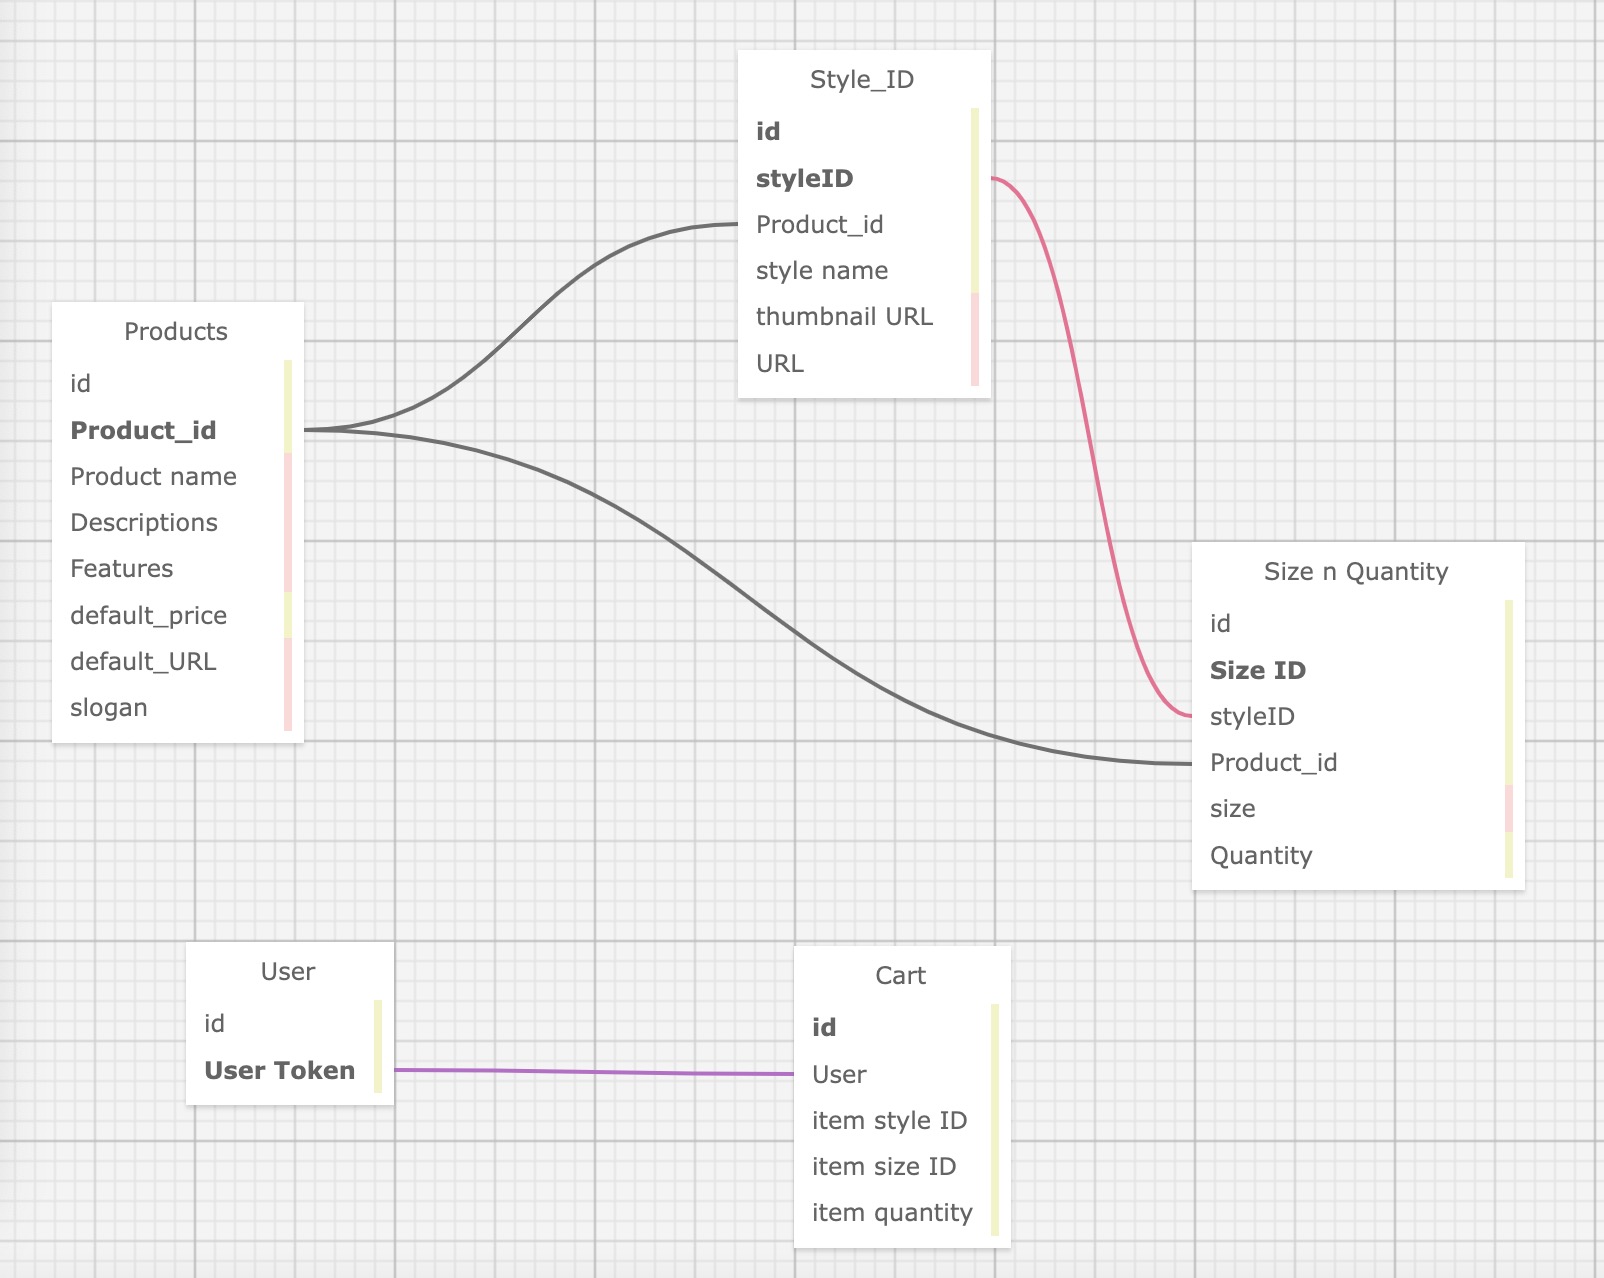 Style_ID
id
styleID
Product_id
style name
thumbnail URL
URL
Products
id
Product_id
Product name
Descriptions
Features
default_price
default_URL
slogan
Size n Quantity
id
Size ID
styleID
Product_id
size
Quantity
User
id
User Token
Cart
id
User
item style ID
item size ID
item quantity